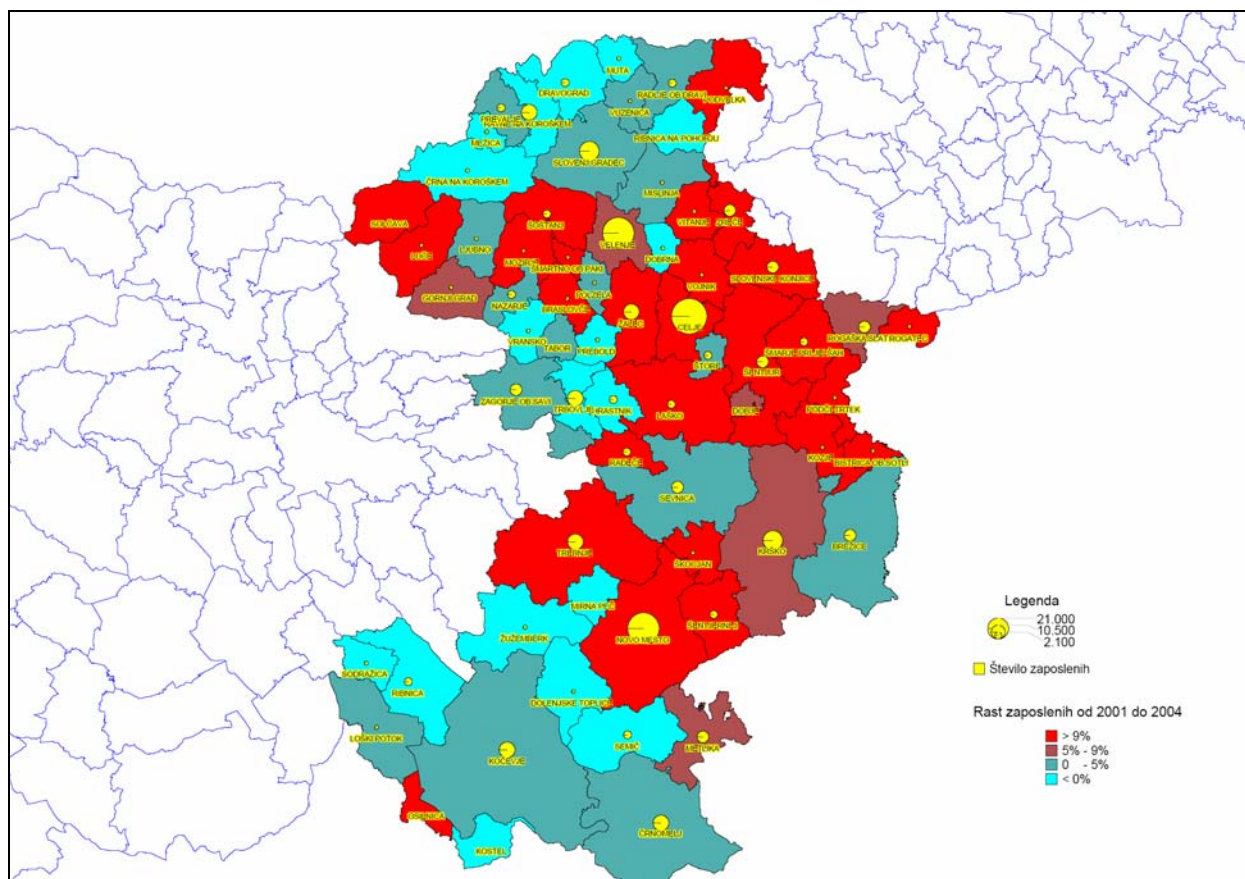 MUTA
DRAVOGRAD
RADLJE OB DRAVI
PODVELKA
PREVALJE
VUZENICA
MEŽICA
RIBNICA NA POHORJU
SLOVENJ GRADEC
ČRNA NA KOROŠKEM
MISLINJA
SOLČAVA
ŠOŠTANJ
VITANJE
ZREČE
VELENJE
LUČE
LJUBNO
MOZIRJE
DOBRNA
ŠMARTNO OB PAKI
VOJNIK
SLOVENSKE KONJICE
GORNJI GRAD
NAZARJE
POLZELA
BRASLOVČE
ŽALEC
CELJE
VRANSKO
TABOR
PREBOLD
ROGAŠKA SLAT
ROGATEC
ŠMARJE PRI JELŠAH
ŠTORE
ŠENTJUR
ZAGORJE OB SAVI
TRBOVLJE
HRASTNIK
LAŠKO
DOBJE
PODČETRTEK
RADEČE
KOZJE
BISTRICA OB SOTLI
SEVNICA
KRŠKO
BREŽICE
TREBNJE
ŠKOCJAN
MIRNA PEČ
ŽUŽEMBERK
NOVO MESTO
ŠENTJERNEJ
SODRAŽICA
RIBNICA
DOLENJSKE TOPLICE
LOŠKI POTOK
SEMIČ
METLIKA
KOČEVJE
OSILNICA
ČRNOMELJ
KOSTEL
Legenda
21.000
10.500
2.100
Število zaposlenih
Rast zaposlenih od 2001 do 2004
> 9%
5% - 9%
0 - 5%
< 0%